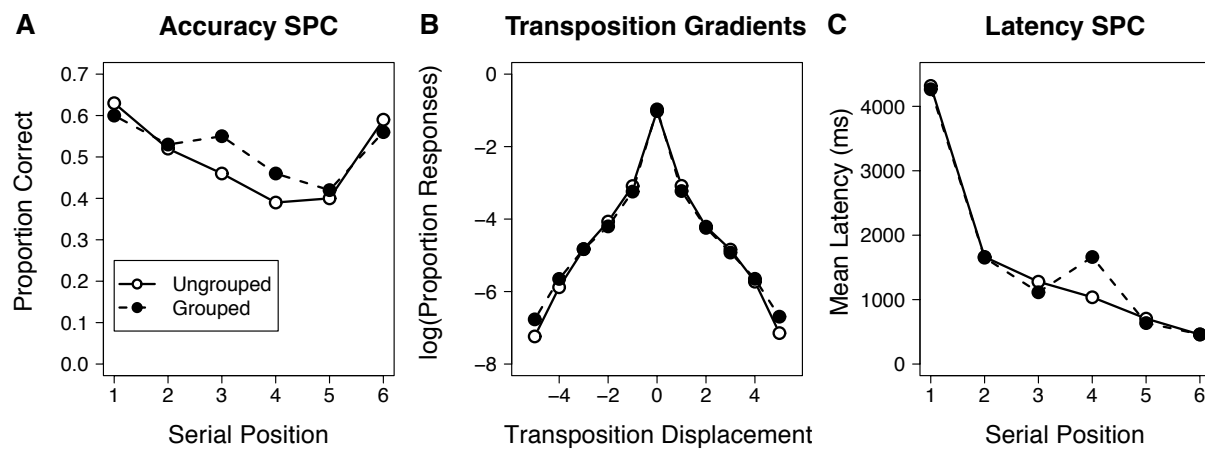 A
Accuracy SPC
Proportion Correct
0.7
0.6
0.5
0.4
0.3
0.2
0.1
0.0
Ungrouped
Grouped
1 2 3 4 5 6
Serial Position
B
Transposition Gradients
log(Proportion Responses)
0
−2
−4
−6
−8
−4 −2 0 2 4
Transposition Displacement
C
Latency SPC
Mean Latency (ms)
4000
3000
2000
1000
0
1 2 3 4 5 6
Serial Position